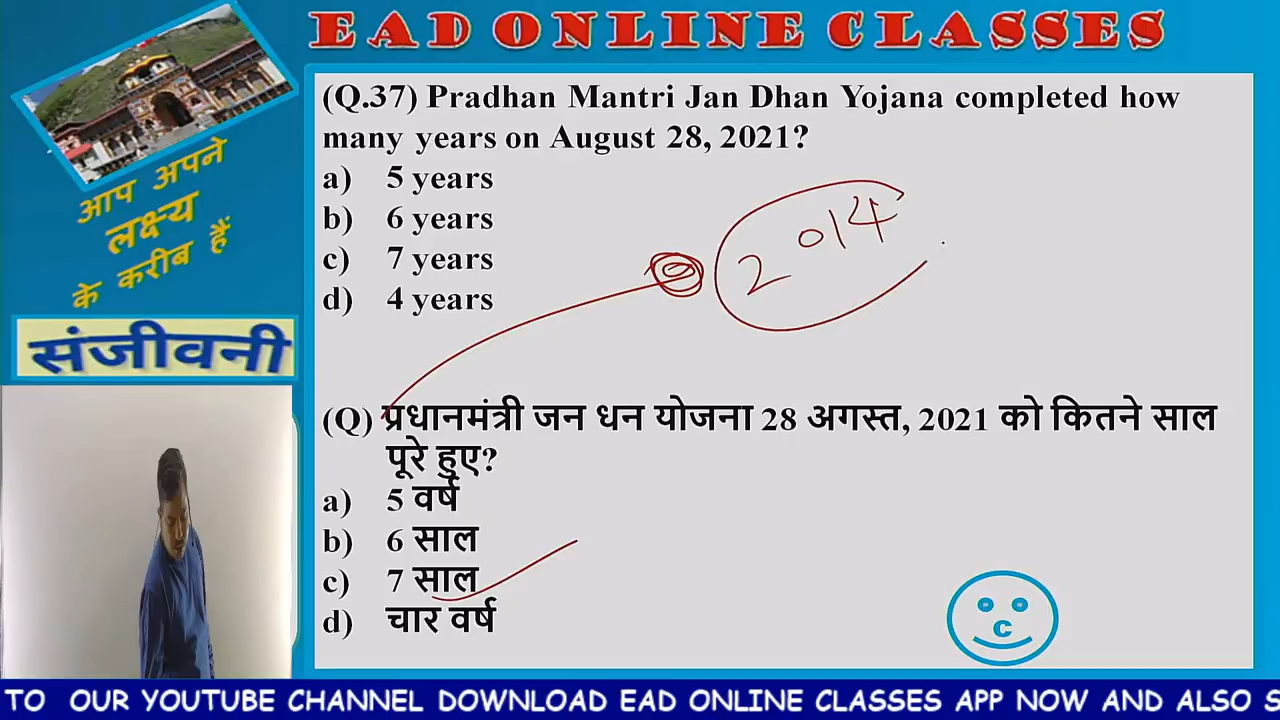 EAD ONLINE CLASSES
आप अपने
लक्ष्य
के करीब हैं
संजीवनी
(Q.37) Pradhan Mantri Jan Dhan Yojana completed how
many years on August 28, 2021?
a) 5 years
b) 6 years
c) 7 years
d) 4 years
2014
(Q) प्रधानमंत्री जन धन योजना 28 अगस्त, 2021 को कितने साल
पूरे हुए?
a) 5 वर्ष
b) 6 साल
c) 7 साल
d) चार वर्ष
c
TO OUR YOUTUBE CHANNEL DOWNLOAD EAD ONLINE CLASSES APP NOW AND ALSO S